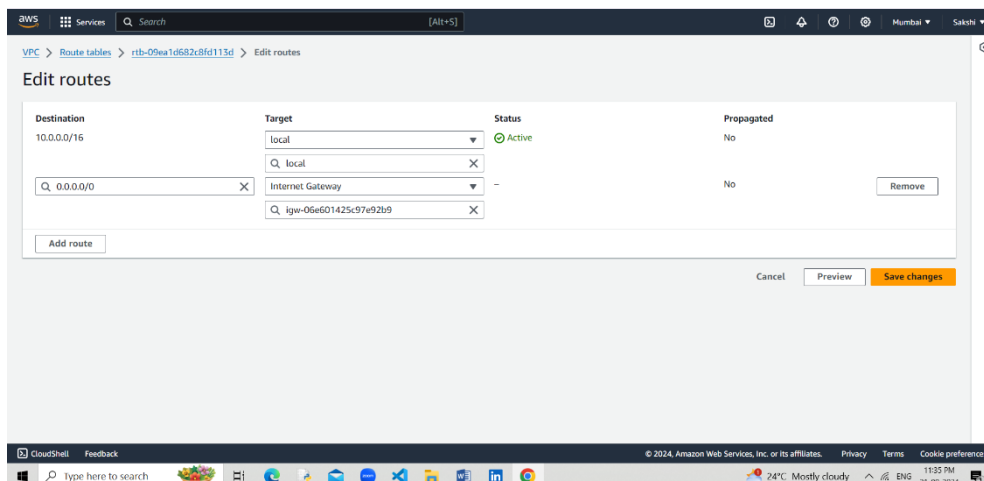 aws Services Search [Alt+S] Mumbai Sakshi
VPC > Route tables > rtb-09ea1d682c8fd113d > Edit routes
Edit routes
Destination Target Status Propagated
10.0.0.0/16 local Active No
local
0.0.0.0/0 Internet Gateway – No Remove
igw-06e601425c97e92b9
Add route
Cancel Preview Save changes
CloudShell Feedback © 2024, Amazon Web Services, Inc. or its affiliates. Privacy Terms Cookie preference
Type here to search 24°C Mostly cloudy ENG 11:35 PM